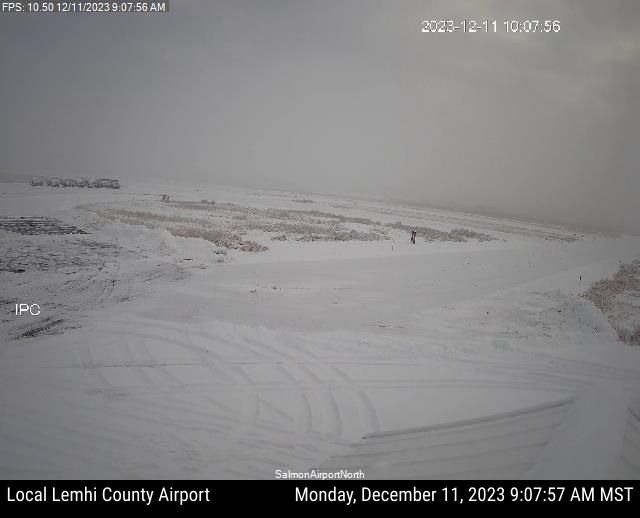 FPS: 10.50 12/11/2023 9:07:56 AM
2023-12-11 10:07:56
IPC
SalmonAirportNorth
Local Lemhi County Airport Monday, December 11, 2023 9:07:57 AM MST